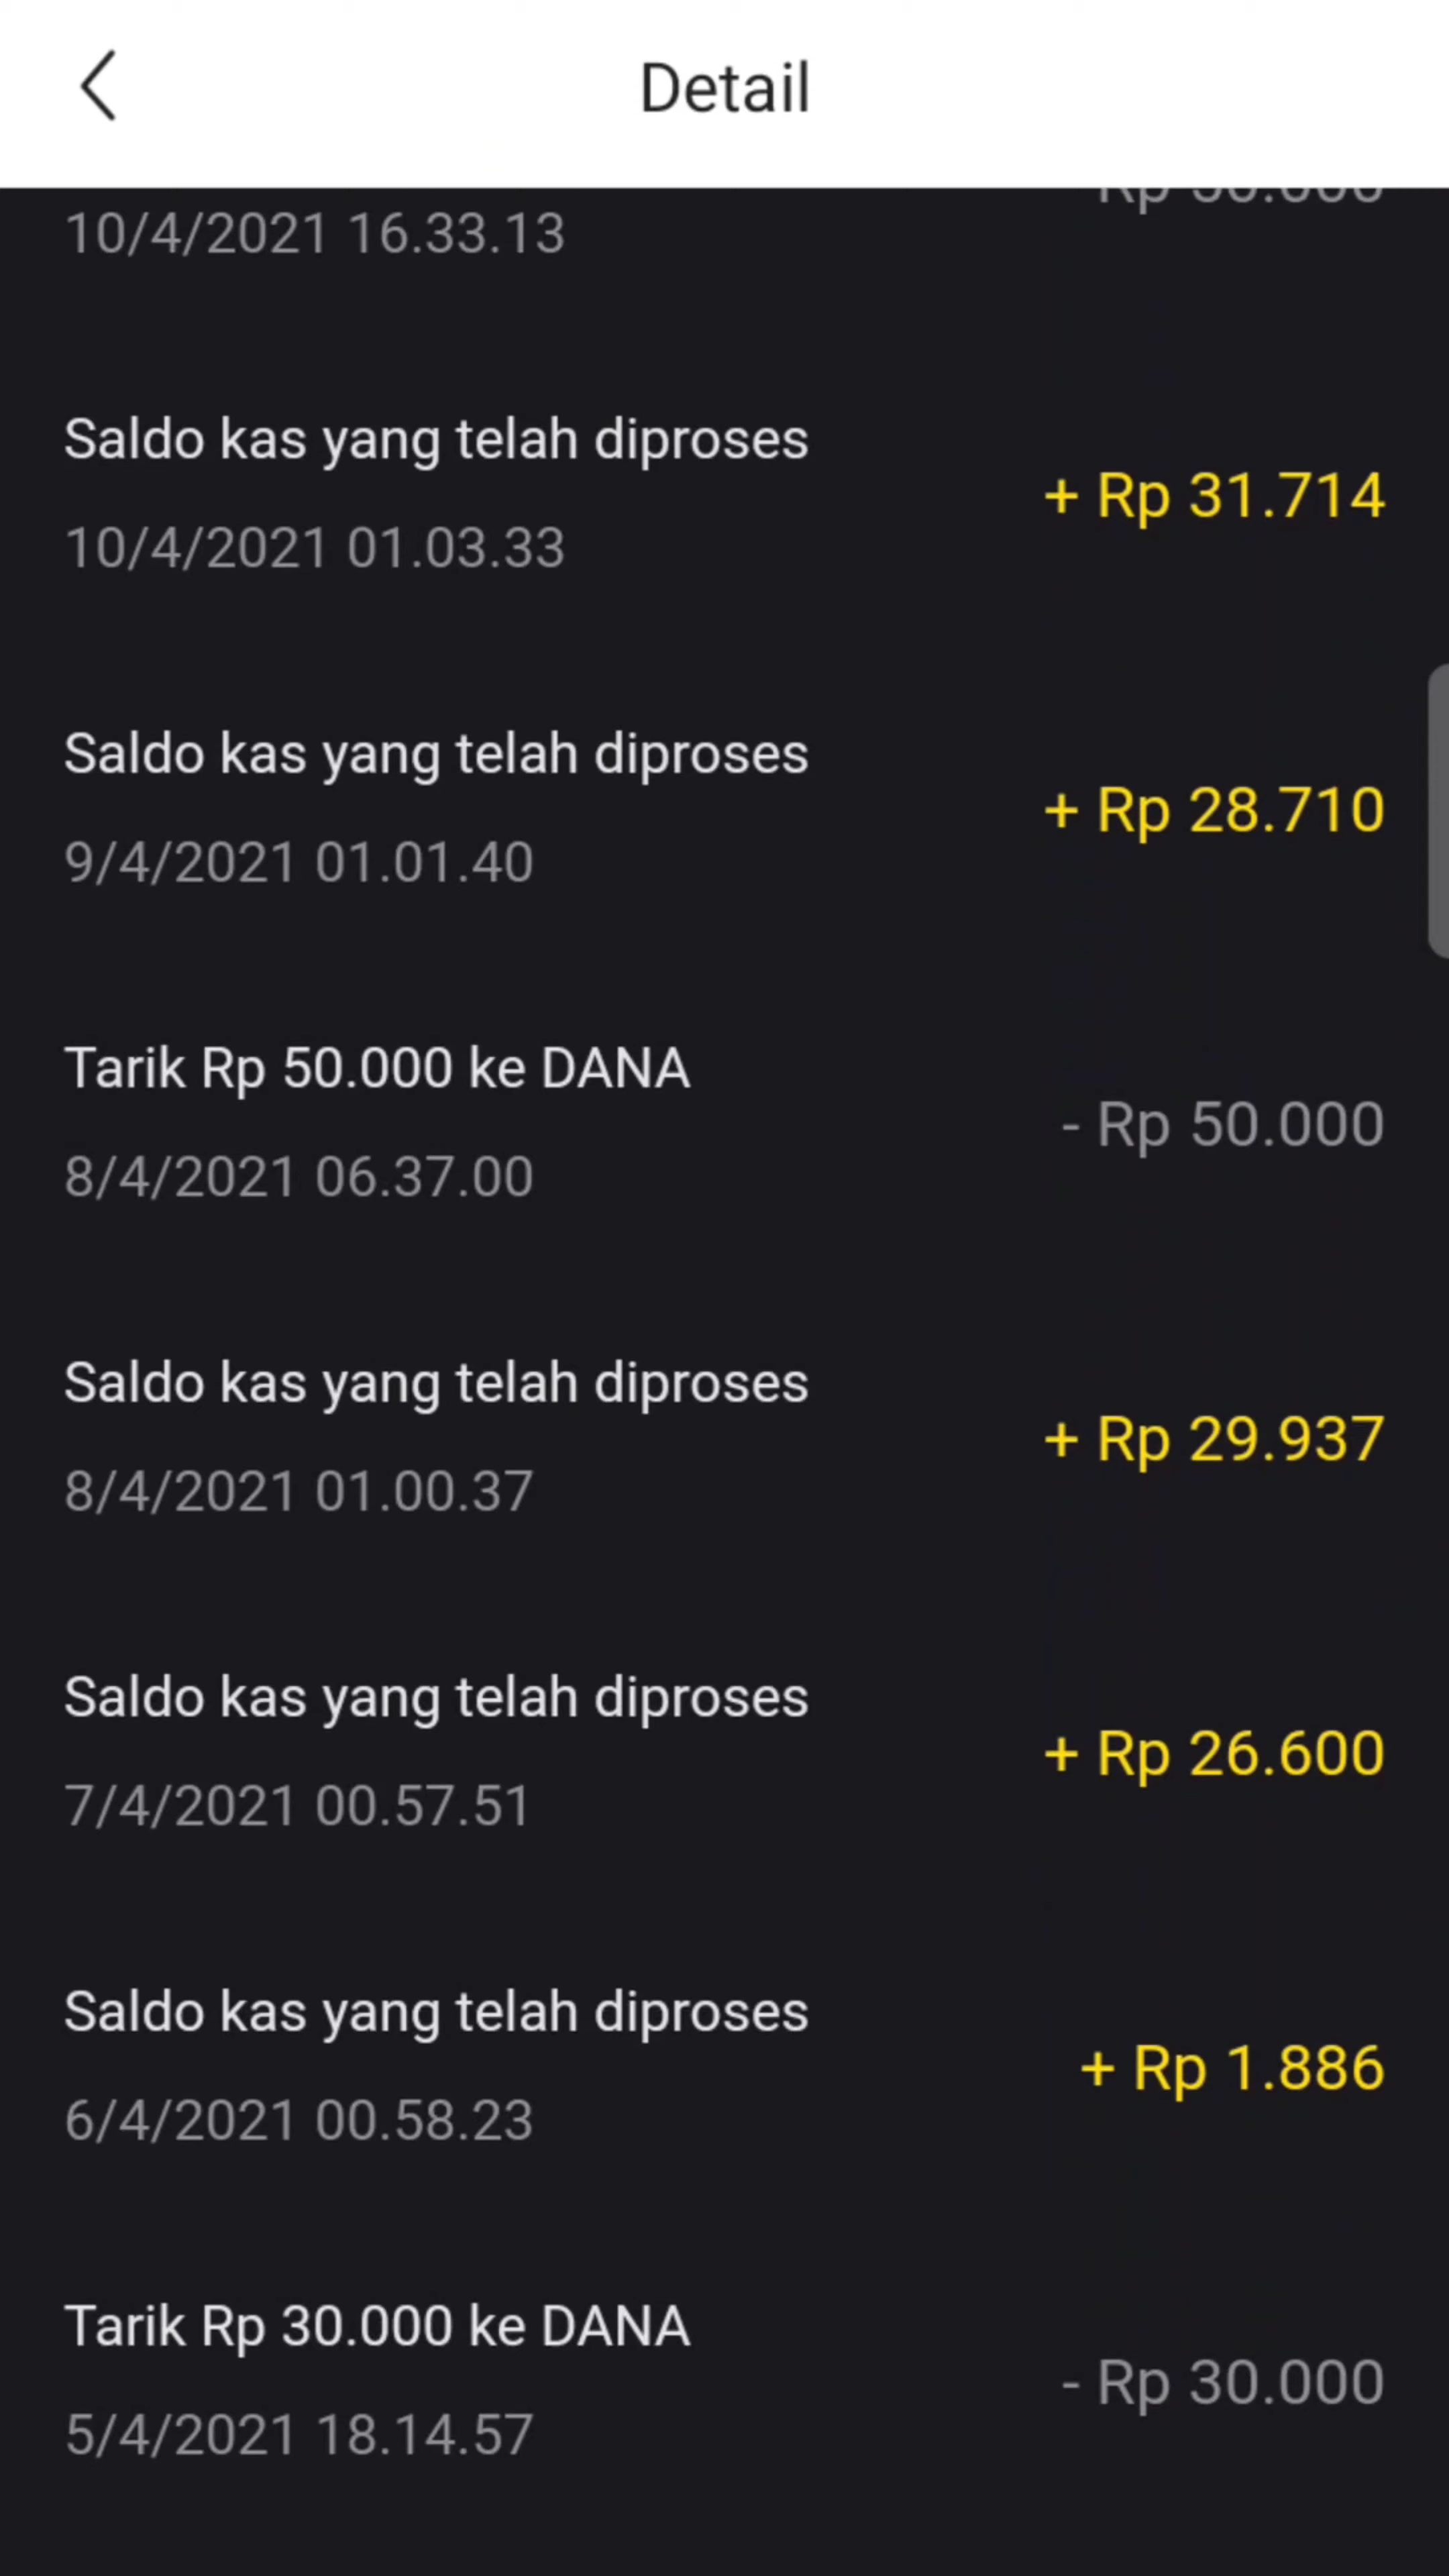 Detail
10/4/2021 16.33.13
Saldo kas yang telah diproses
+ Rp 31.714
10/4/2021 01.03.33
Saldo kas yang telah diproses
+ Rp 28.710
9/4/2021 01.01.40
Tarik Rp 50.000 ke DANA
- Rp 50.000
8/4/2021 06.37.00
Saldo kas yang telah diproses
+ Rp 29.937
8/4/2021 01.00.37
Saldo kas yang telah diproses
+ Rp 26.600
7/4/2021 00.57.51
Saldo kas yang telah diproses
+ Rp 1.886
6/4/2021 00.58.23
Tarik Rp 30.000 ke DANA
- Rp 30.000
5/4/2021 18.14.57